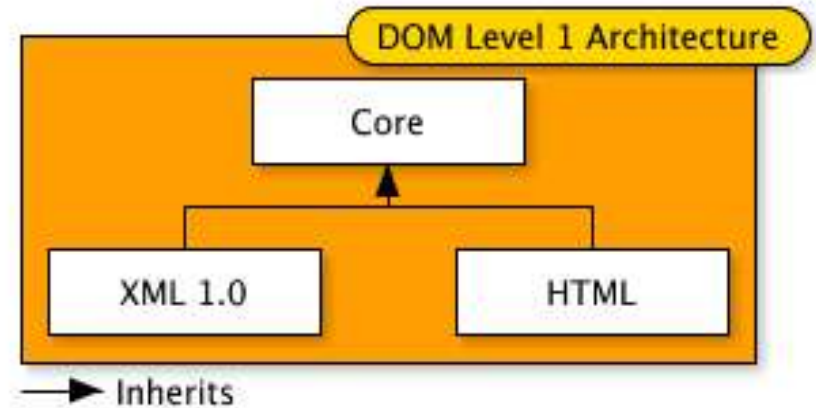 DOM Level 1 Architecture
Core
XML 1.0
HTML
Inherits